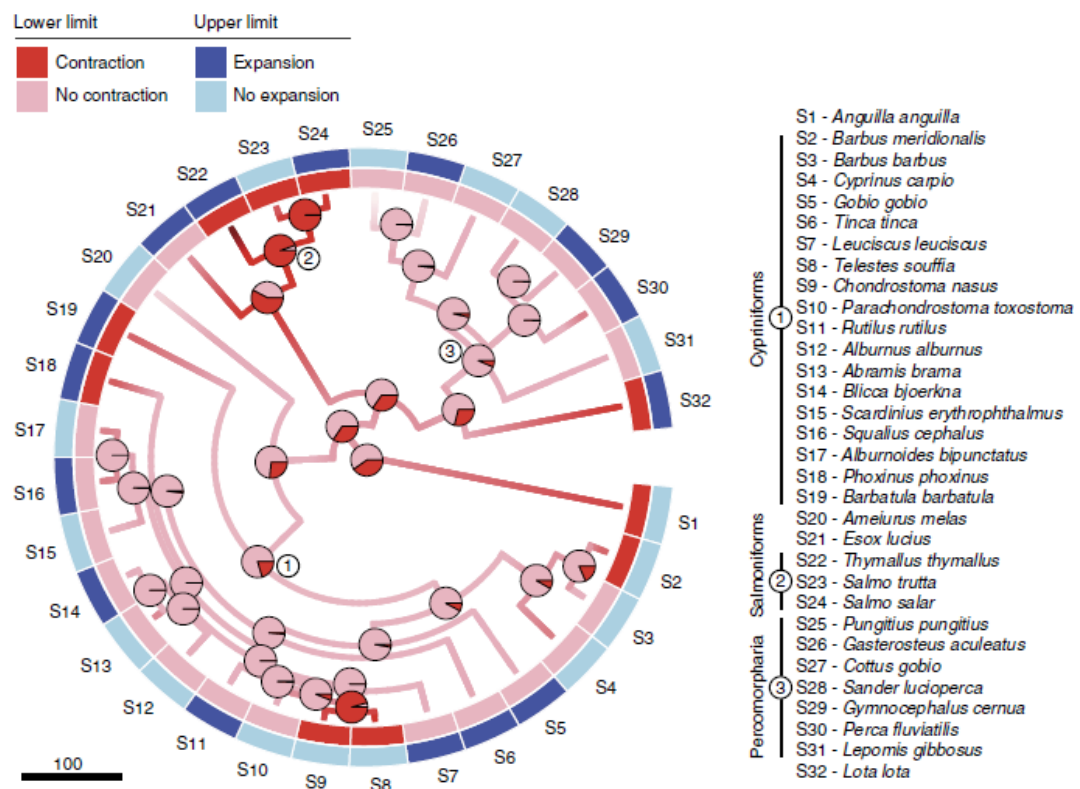 Lower limit Upper limit
Contraction Expansion
No contraction No expansion
S1
S2
S3
S4
S5
S6
S7
S8
S9
S10
S11
S12
S13
S14
S15
S16
S17
S18
S19
S20
S21
S22
S23
S24
S25
S26
S27
S28
S29
S30
S31
S32
1
2
3
100
S1 - Anguilla anguilla
S2 - Barbus meridionalis
S3 - Barbus barbus
S4 - Cyprinus carpio
S5 - Gobio gobio
S6 - Tinca tinca
S7 - Leuciscus leuciscus
S8 - Telestes souffia
S9 - Chondrostoma nasus
S10 - Parachondrostoma toxostoma
S11 - Rutilus rutilus
S12 - Alburnus alburnus
S13 - Abramis brama
S14 - Blicca bjoerkna
S15 - Scardinius erythrophthalmus
S16 - Squalius cephalus
S17 - Alburnoides bipunctatus
S18 - Phoxinus phoxinus
S19 - Barbatula barbatula
S20 - Ameiurus melas
S21 - Esox lucius
S22 - Thymallus thymallus
S23 - Salmo trutta
S24 - Salmo salar
S25 - Pungitius pungitius
S26 - Gasterosteus aculeatus
S27 - Cottus gobio
S28 - Sander lucioperca
S29 - Gymnocephalus cernua
S30 - Perca fluviatilis
S31 - Lepomis gibbosus
S32 - Lota lota
Cypriniforms
1
Salmoniforms
2
Percomorpharia
3